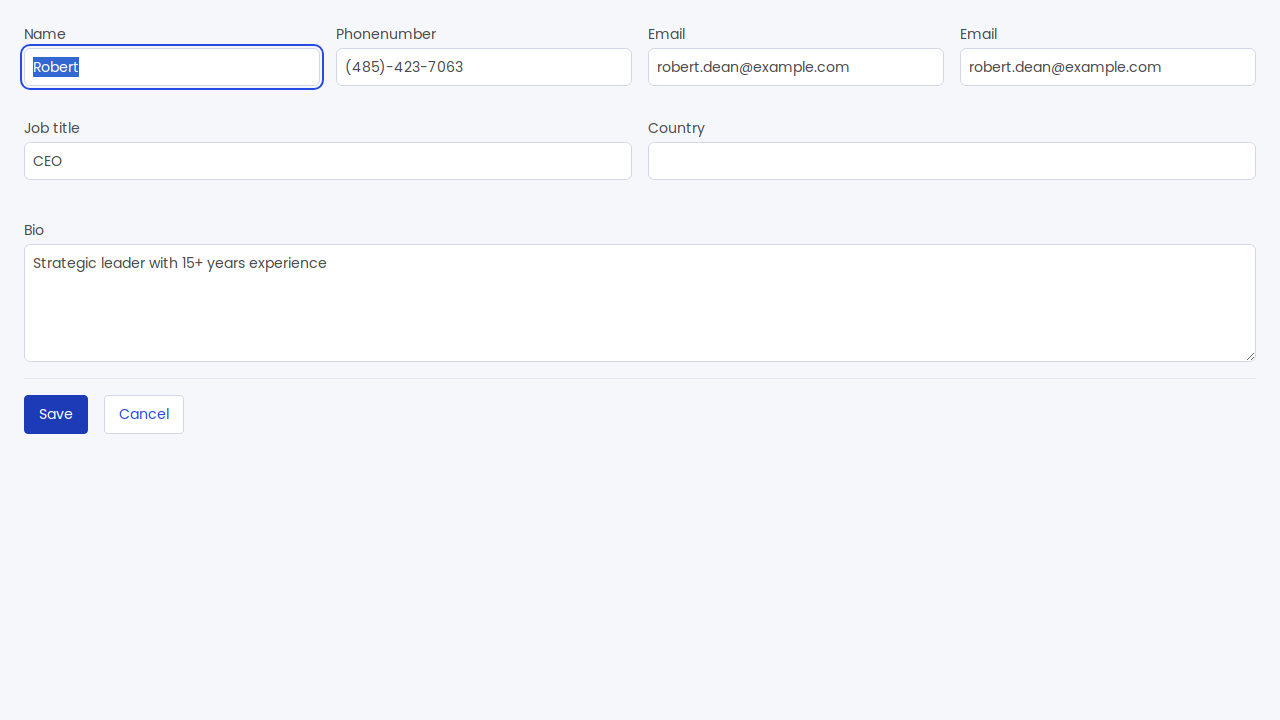 Name
Robert
Phonenumber
(485)-423-7063
Email
robert.dean@example.com
Email
robert.dean@example.com
Job title
CEO
Country
Bio
Strategic leader with 15+ years experience
Save
Cancel